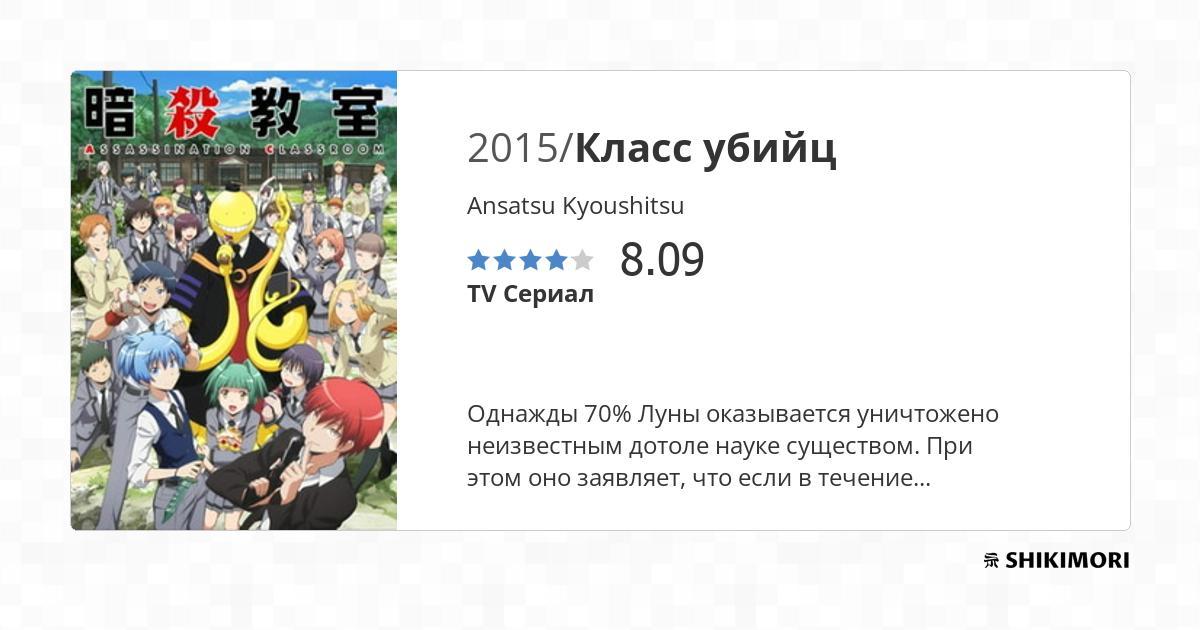 暗殺教室
ASSASSINATION CLASSROOM
2015/Класс убийц
Ansatsu Kyoushitsu
8.09
TV Сериал
Однажды 70% Луны оказывается уничтожено
неизвестным дотоле науке существом. При
этом оно заявляет, что если в течение...
SHIKIMORI